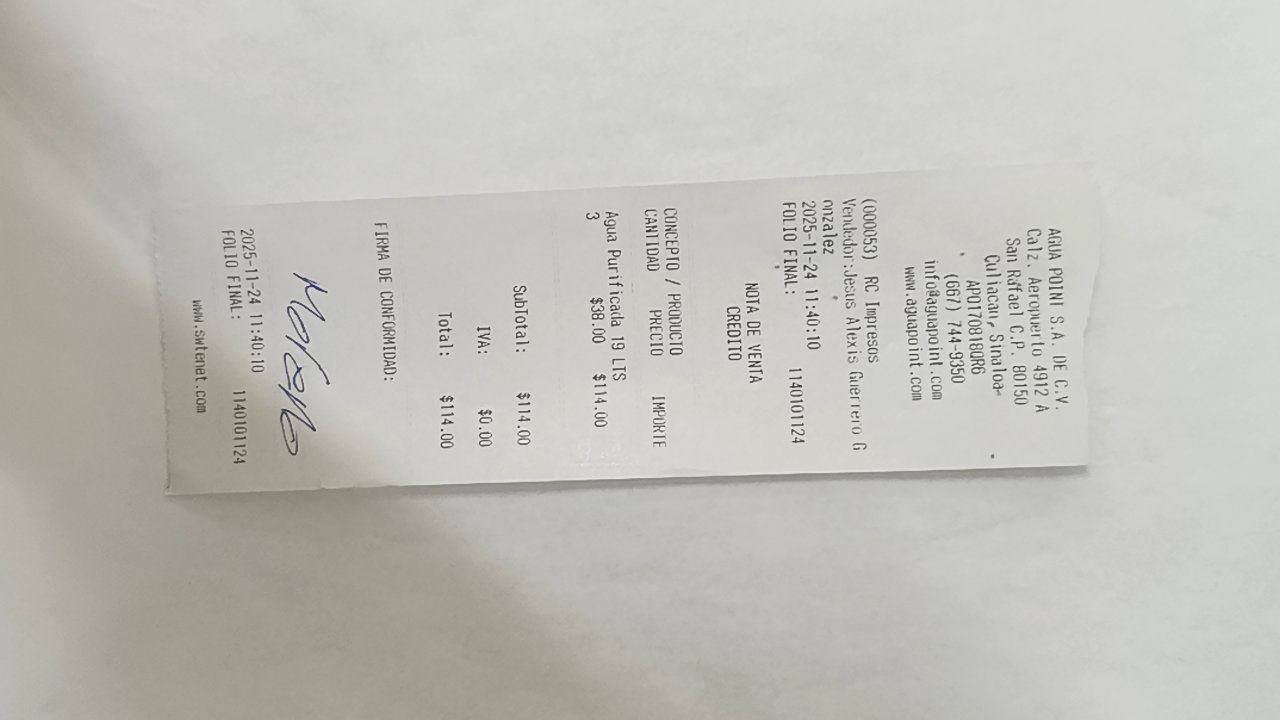 AGUA POINT S.A. DE C.V.
Calz. Aeropuerto 4912 A
San Rafael C.P. 80150
Culiacan, Sinaloa-
APO170818QR6
(667) 744-9350
info@aguapoint.com
www.aguapoint.com
(000053) RC Impresos
Vendedor:Jesus Alexis Guerrero G
onzalez
2025-11-24 11:40:10
FOLIO FINAL: 1140101124
NOTA DE VENTA
CREDITO
CONCEPTO / PRODUCTO
CANTIDAD PRECIO IMPORTE
Agua Purificada 19 LTS
3 $38.00 $114.00
SubTotal: $114.00
IVA: $0.00
Total: $114.00
FIRMA DE CONFORMIDAD:
2025-11-24 11:40:10
FOLIO FINAL: 1140101124
www.swtenet.com